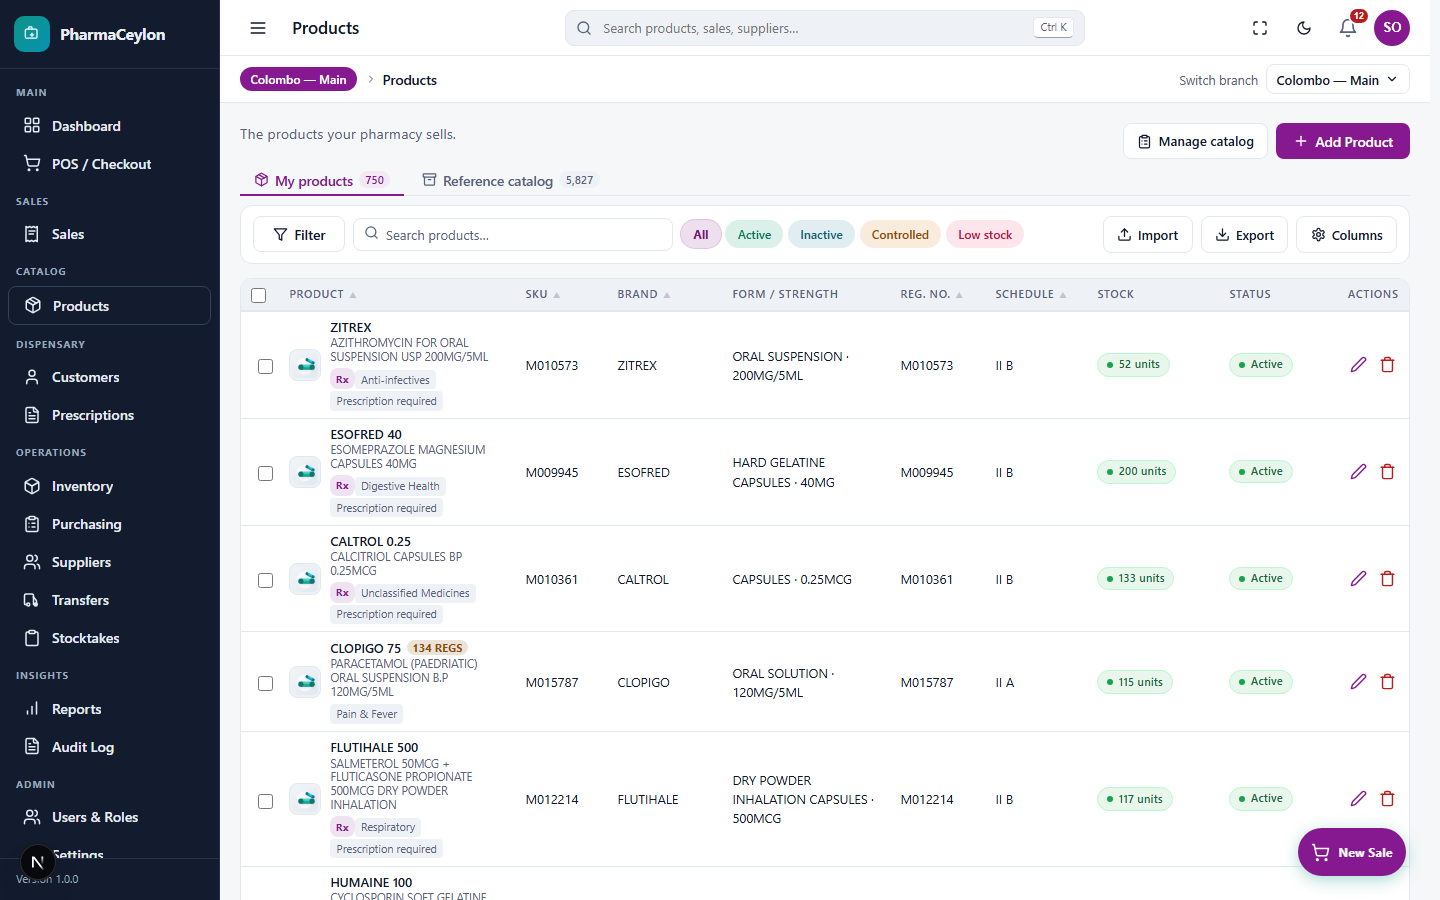 PharmaCeylon
Products
Search products, sales, suppliers...
Ctrl K
12
SO
MAIN
Dashboard
POS / Checkout
SALES
Sales
CATALOG
Products
DISPENSARY
Customers
Prescriptions
OPERATIONS
Inventory
Purchasing
Suppliers
Transfers
Stocktakes
INSIGHTS
Reports
Audit Log
ADMIN
Users & Roles
Settings
N
Version 1.0.0
Colombo — Main
Products
Switch branch
Colombo — Main
The products your pharmacy sells.
Manage catalog
Add Product
My products 750
Reference catalog 5,827
Filter
Search products...
All
Active
Inactive
Controlled
Low stock
Import
Export
Columns
PRODUCT SKU BRAND FORM / STRENGTH REG. NO. SCHEDULE STOCK STATUS ACTIONS
ZITREX
AZITHROMYCIN FOR ORAL
SUSPENSION USP 200MG/5ML
Rx Anti-infectives
Prescription required
M010573
ZITREX
ORAL SUSPENSION ·
200MG/5ML
M010573
II B
52 units
Active
ESOFRED 40
ESOMEPRAZOLE MAGNESIUM
CAPSULES 40MG
Rx Digestive Health
Prescription required
M009945
ESOFRED
HARD GELATINE
CAPSULES · 40MG
M009945
II B
200 units
Active
CALTROL 0.25
CALCITRIOL CAPSULES BP
0.25MCG
Rx Unclassified Medicines
Prescription required
M010361
CALTROL
CAPSULES · 0.25MCG
M010361
II B
133 units
Active
CLOPIGO 75 134 REGS
PARACETAMOL (PAEDRIATIC)
ORAL SUSPENSION B.P
120MG/5ML
Pain & Fever
M015787
CLOPIGO
ORAL SOLUTION ·
120MG/5ML
M015787
II A
115 units
Active
FLUTIHALE 500
SALMETEROL 50MCG +
FLUTICASONE PROPIONATE
500MCG DRY POWDER
INHALATION
Rx Respiratory
Prescription required
M012214
FLUTIHALE
DRY POWDER
INHALATION CAPSULES ·
500MCG
M012214
II B
117 units
Active
New Sale
HUMAINE 100
CYCLOSPORIN SOFT GELATINE